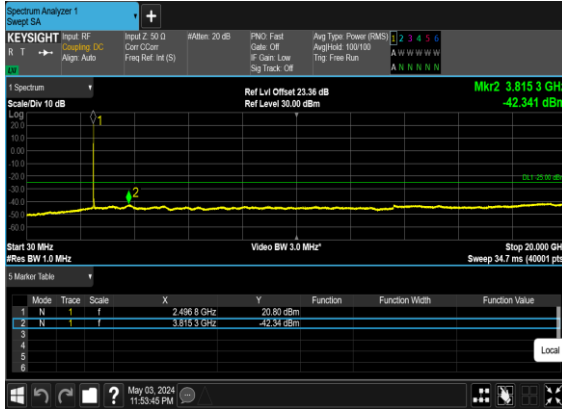 Spectrum Analyzer 1
Swept SA
+
KEYSIGHT
R T
LN
Input: RF
Coupling: DC
Align: Auto
Input Z: 50 Ω
Corr CCorr
Freq Ref: Int (S)
#Atten: 20 dB
PNO: Fast
Gate: Off
IF Gain: Low
Sig Track: Off
Avg Type: Power (RMS)
Avg|Hold: 100/100
Trig: Free Run
1 2 3 4 5 6
A W W W W W
A N N N N N
1 Spectrum
Scale/Div 10 dB
Ref Lvl Offset 23.36 dB
Ref Level 30.00 dBm
Mkr2 3.815 3 GHz
-42.341 dBm
Log
20.0
10.0
0.00
-10.0
-20.0
-30.0
-40.0
-50.0
-60.0
1
2
DL1 -25.00 dBm
Start 30 MHz
#Res BW 1.0 MHz
Video BW 3.0 MHz*
Stop 20.000 GHz
Sweep 34.7 ms (40001 pts)
5 Marker Table
Mode Trace Scale X Y Function Function Width Function Value
1 N 1 f 2.496 8 GHz 20.80 dBm
2 N 1 f 3.815 3 GHz -42.34 dBm
3
4
5
6
Local
?
May 03, 2024
11:53:45 PM